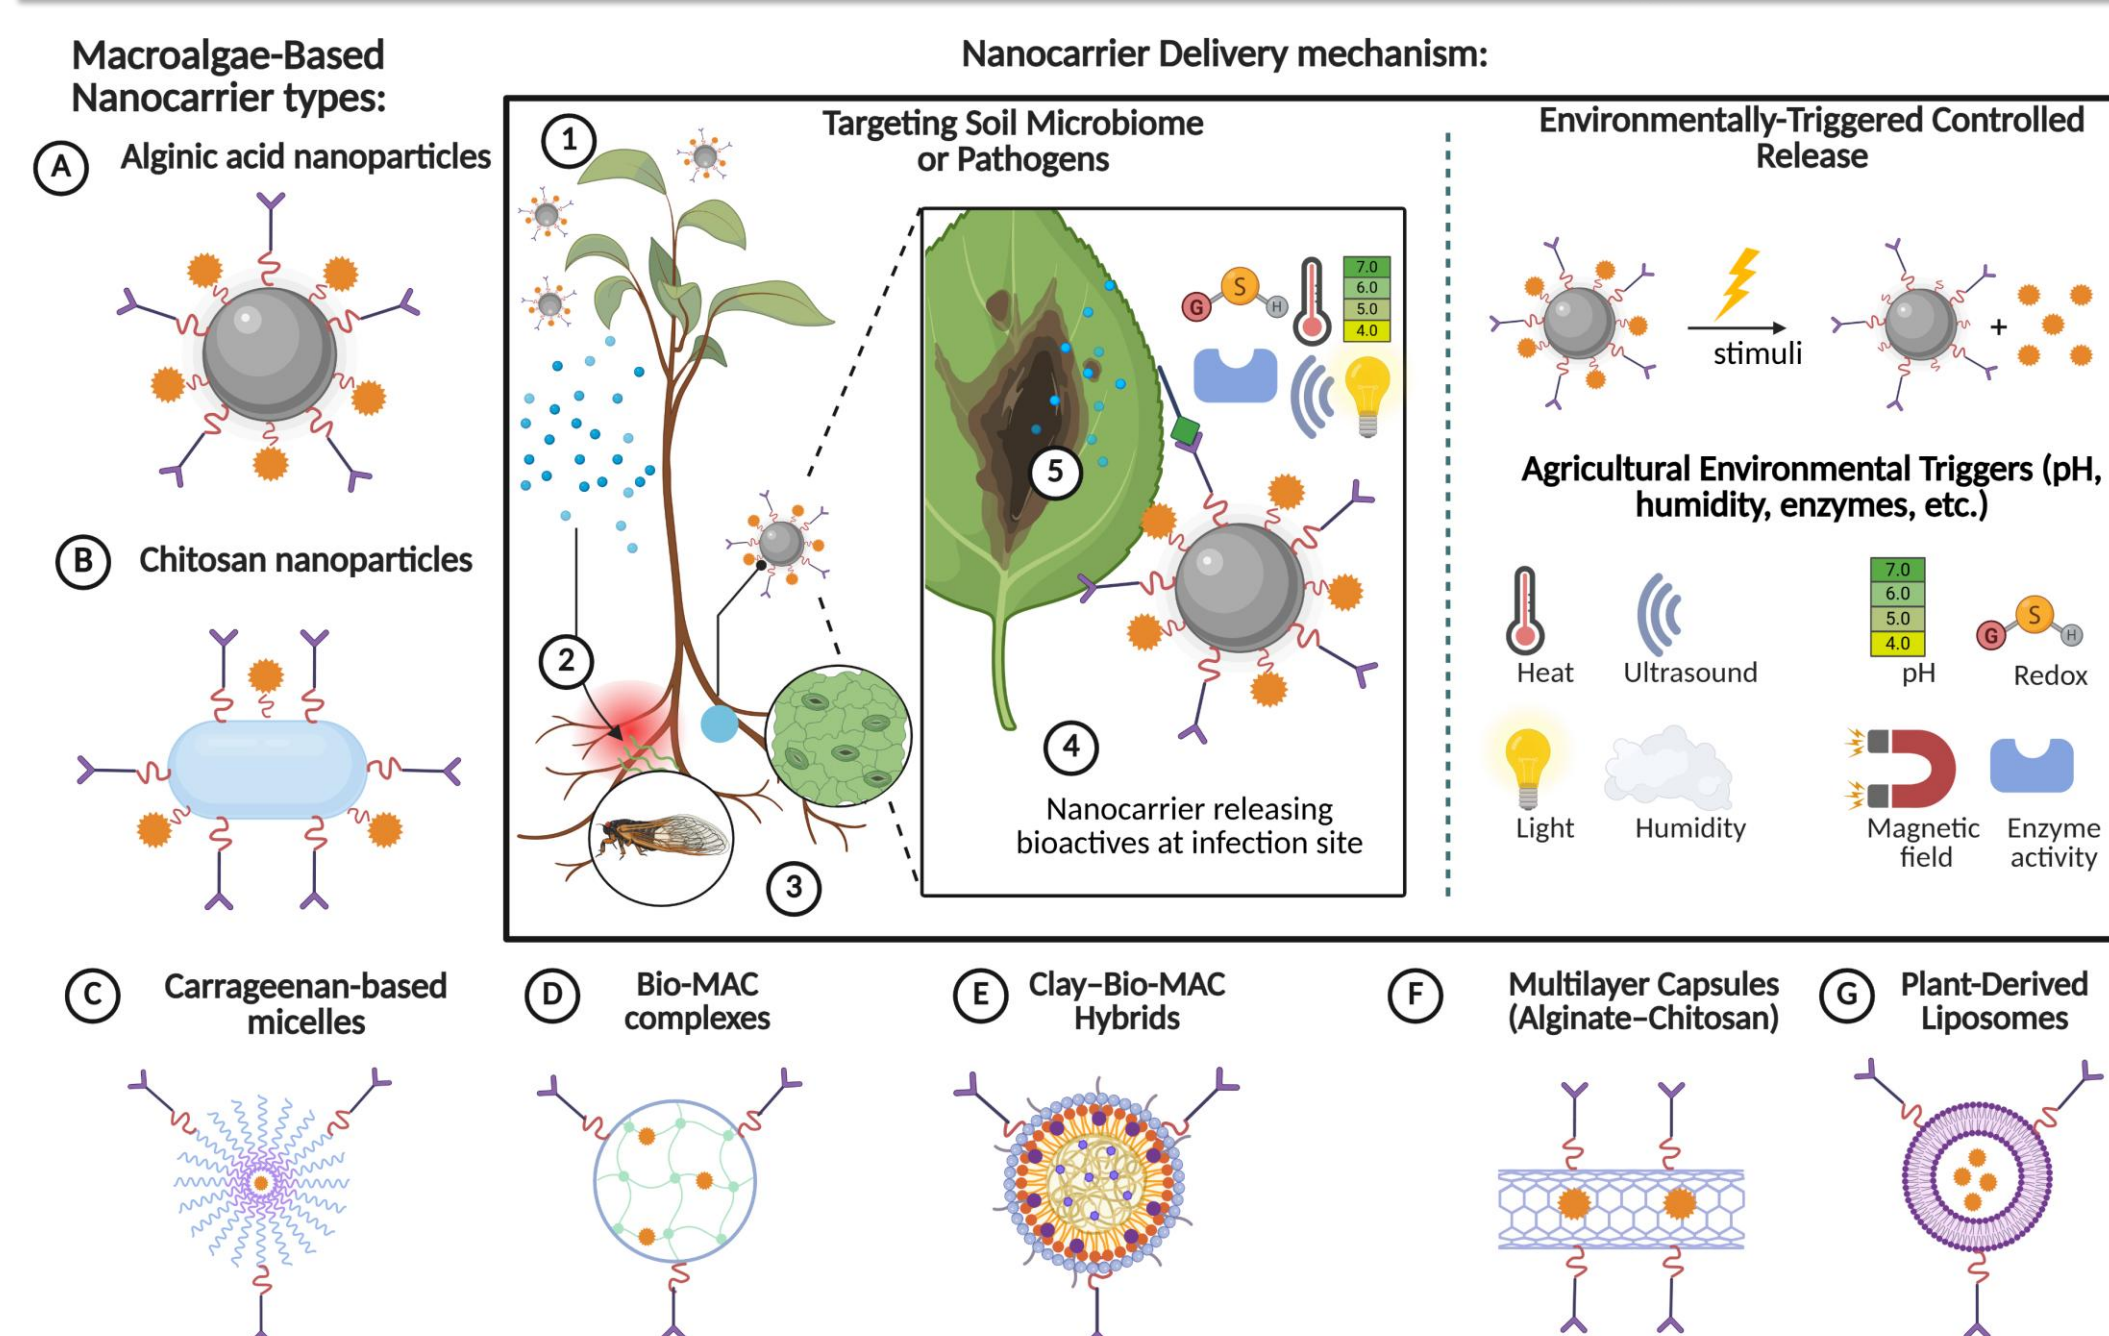 Macroalgae-Based
Nanocarrier types:
A
Alginic acid nanoparticles
B
Chitosan nanoparticles
Nanocarrier Delivery mechanism:
1
Targeting Soil Microbiome
or Pathogens
2
3
G
S
H
7.0
6.0
5.0
4.0
5
4
Nanocarrier releasing
bioactives at infection site
Environmentally-Triggered Controlled
Release
stimuli
+
Agricultural Environmental Triggers (pH,
humidity, enzymes, etc.)
Heat
Ultrasound
7.0
6.0
5.0
4.0
pH
G
S
H
Redox
Light
Humidity
Magnetic
field
Enzyme
activity
C
Carrageenan-based
micelles
D
Bio-MAC
complexes
E
Clay–Bio-MAC
Hybrids
F
Multilayer Capsules
(Alginate–Chitosan)
G
Plant-Derived
Liposomes